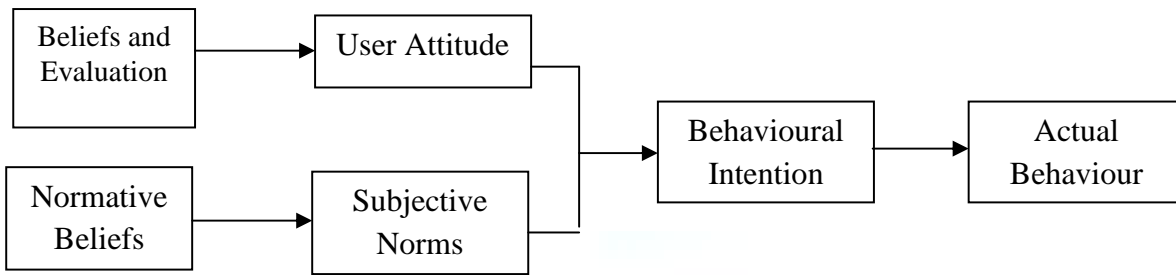 Beliefs and
Evaluation
User Attitude
Behavioural
Intention
Actual
Behaviour
Normative
Beliefs
Subjective
Norms